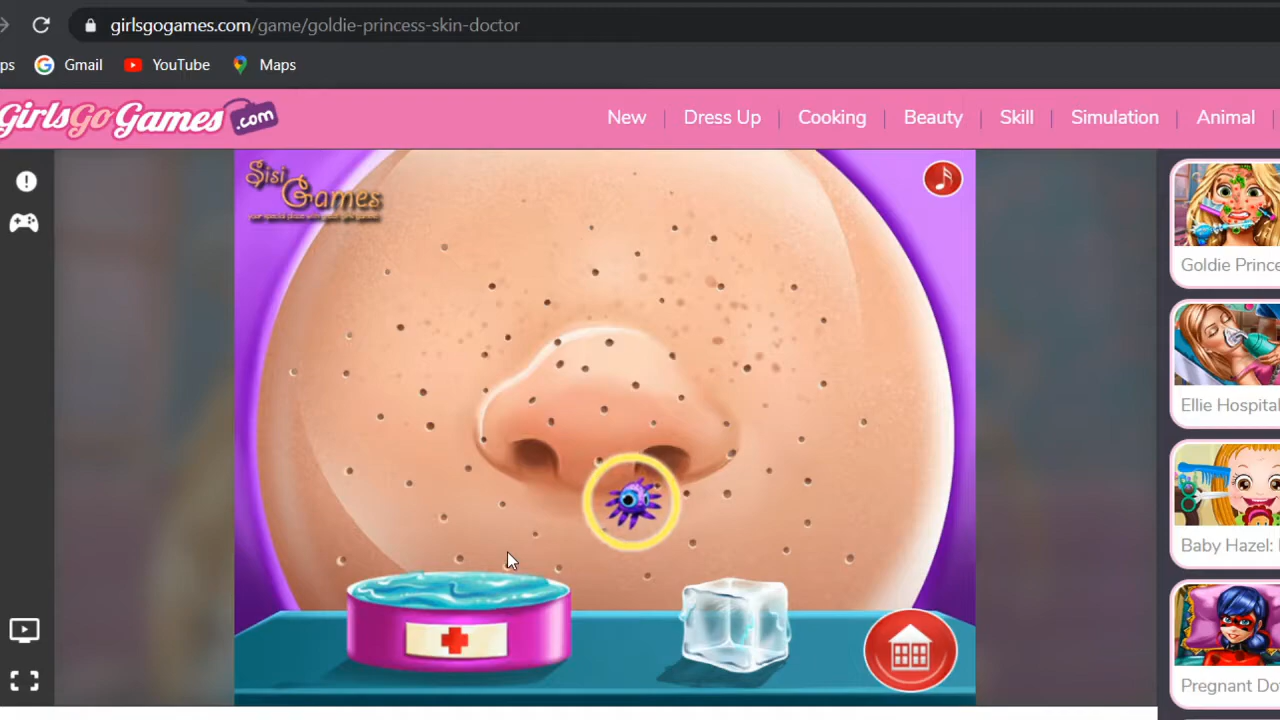 girlsgogames.com/game/goldie-princess-skin-doctor
ps Gmail YouTube Maps
GirlsGoGames .com
New Dress Up Cooking Beauty Skill Simulation Animal
Sisi Games
Goldie Prince
Ellie Hospital
Baby Hazel:
Pregnant Do